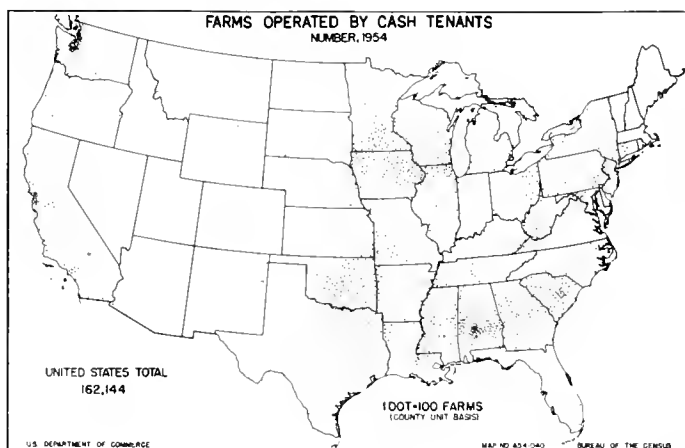 FARMS OPERATED BY CASH TENANTS
NUMBER, 1954
UNITED STATES TOTAL
162,144
1 DOT=100 FARMS
(COUNTY UNIT BASIS)
U.S. DEPARTMENT OF COMMERCE
MAP NO. A54-040
BUREAU OF THE CENSUS